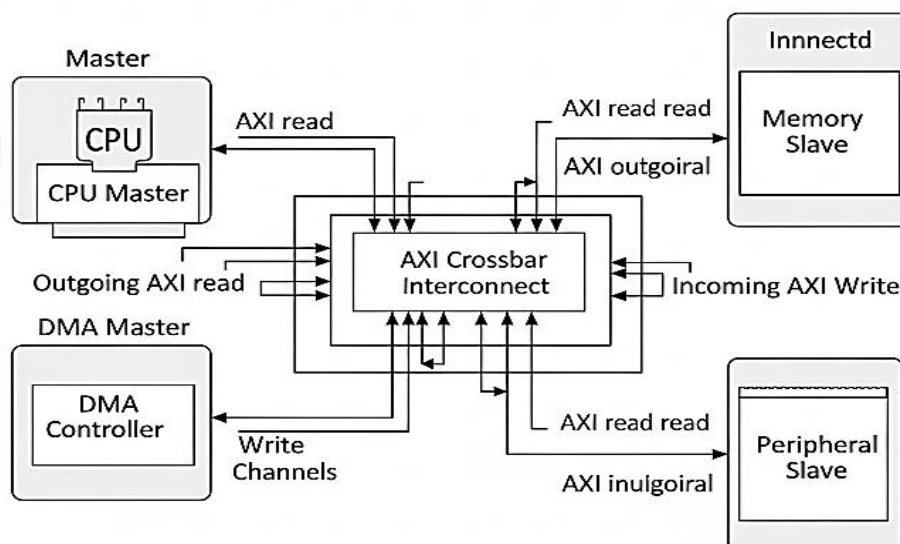 Master
CPU
CPU Master
AXI read
AXI read read
AXI outgoiral
Innnectd
Memory
Slave
AXI Crossbar
Interconnect
Outgoing AXI read
Incoming AXI Write
DMA Master
DMA
Controller
Write
Channels
AXI read read
AXI inulgoiral
Peripheral
Slave